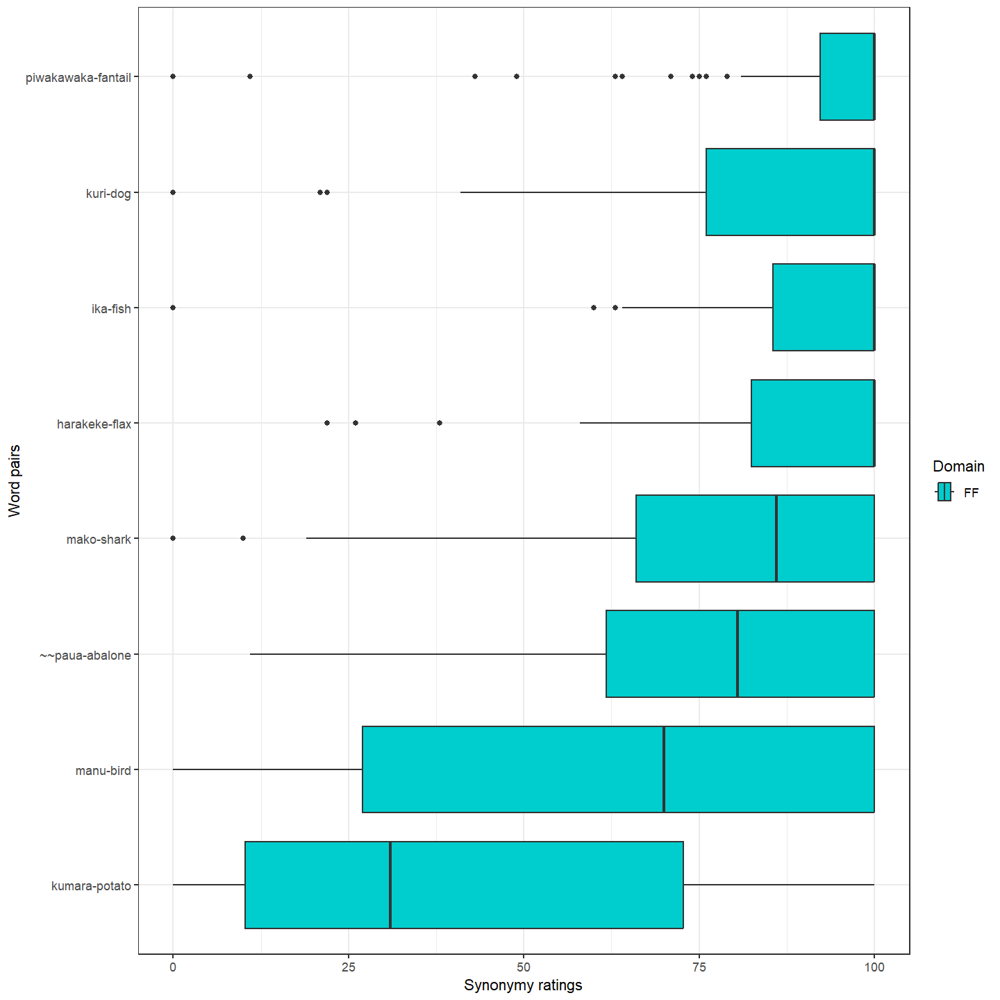 piwakawaka-fantail
kuri-dog
ika-fish
harakeke-flax
mako-shark
~~paua-abalone
manu-bird
kumara-potato
Word pairs
0 25 50 75 100
Synonymy ratings
Domain
FF